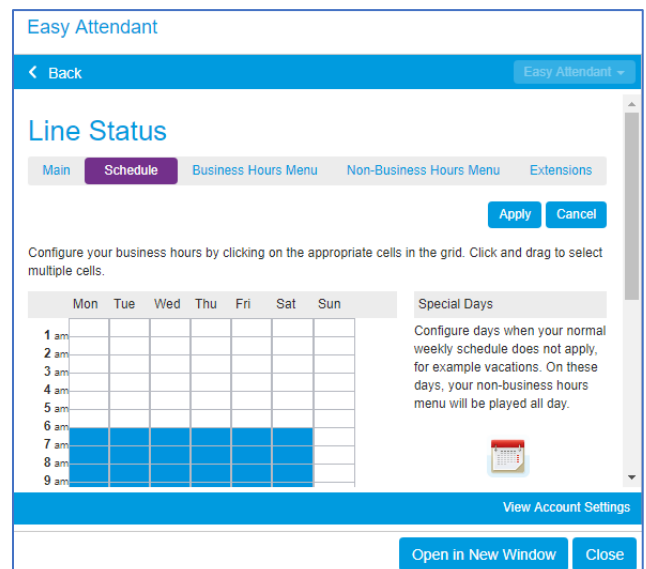 Easy Attendant
Back
Easy Attendant
Line Status
Main Schedule Business Hours Menu Non-Business Hours Menu Extensions
Apply Cancel
Configure your business hours by clicking on the appropriate cells in the grid. Click and drag to select
multiple cells.
Mon Tue Wed Thu Fri Sat Sun
1 am
2 am
3 am
4 am
5 am
6 am
7 am
8 am
9 am
Special Days
Configure days when your normal
weekly schedule does not apply,
for example vacations. On these
days, your non-business hours
menu will be played all day.
View Account Settings
Open in New Window Close